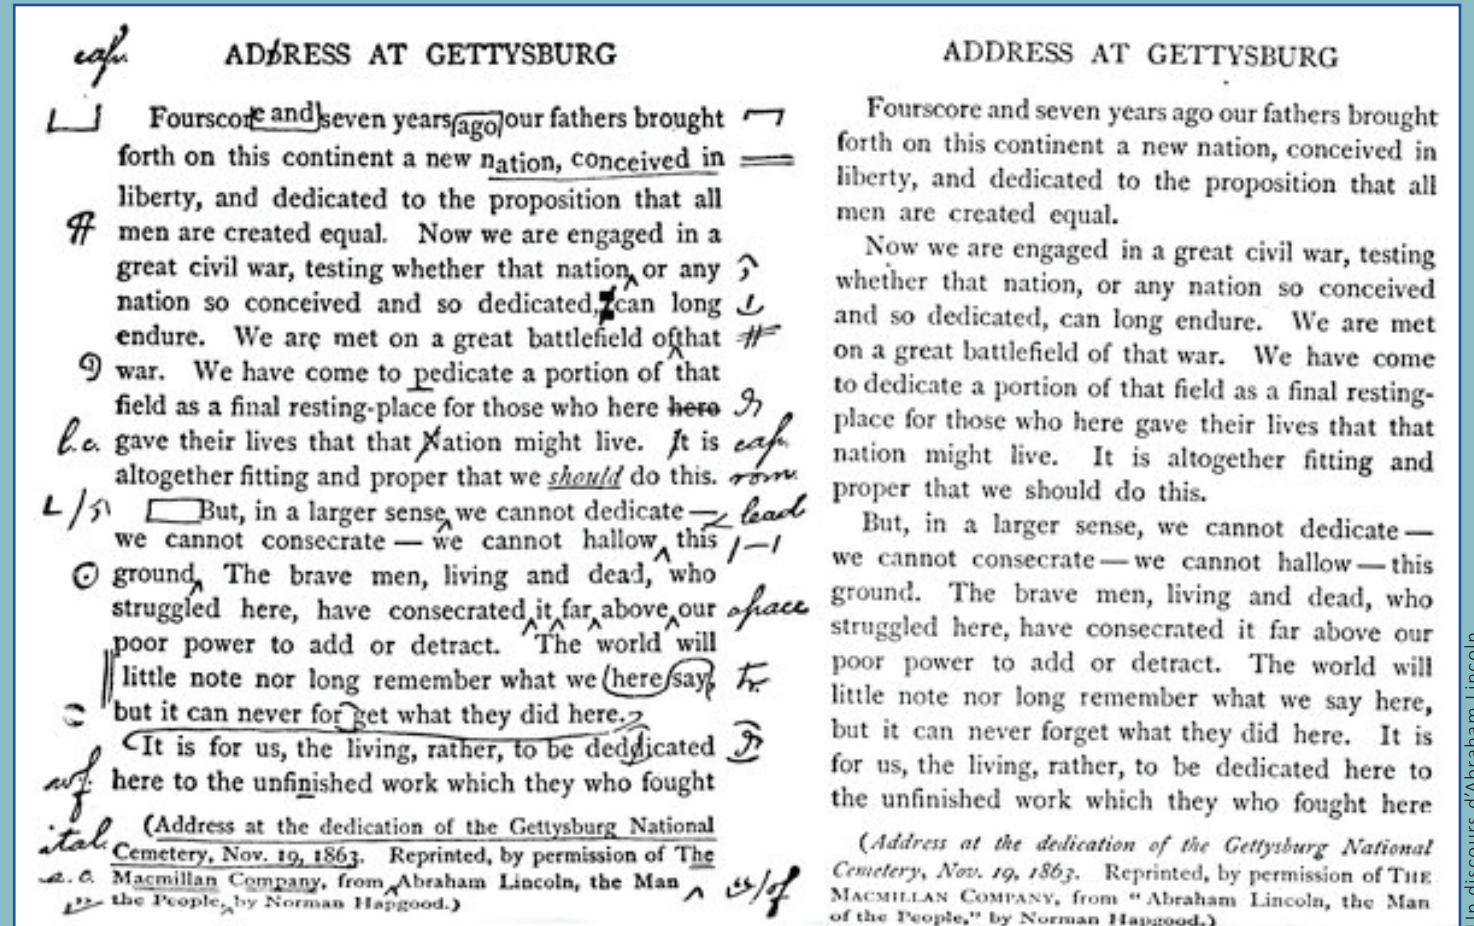 cap. ADDRESS AT GETTYSBURG
Fourscore and seven years ago our fathers brought
forth on this continent a new nation, conceived in
liberty, and dedicated to the proposition that all
men are created equal. Now we are engaged in a
great civil war, testing whether that nation or any
nation so conceived and so dedicated, can long
endure. We are met on a great battlefield ofthat
war. We have come to pedicate a portion of that
field as a final resting-place for those who here here
l.c. gave their lives that that Nation might live. It is cap.
altogether fitting and proper that we should do this. rom.
But, in a larger sense we cannot dedicate — lead
we cannot consecrate — we cannot hallow this
ground The brave men, living and dead, who
struggled here, have consecrated it far above our space
poor power to add or detract. The world will
little note nor long remember what we here say, tr.
but it can never for get what they did here.
It is for us, the living, rather, to be deddicated
wf. here to the unfinished work which they who fought
ital. (Address at the dedication of the Gettysburg National
Cemetery, Nov. 19, 1863. Reprinted, by permission of The
s.c. Macmillan Company, from Abraham Lincoln, the Man of
the People, by Norman Hapgood.)
ADDRESS AT GETTYSBURG
Fourscore and seven years ago our fathers brought
forth on this continent a new nation, conceived in
liberty, and dedicated to the proposition that all
men are created equal.
Now we are engaged in a great civil war, testing
whether that nation, or any nation so conceived
and so dedicated, can long endure. We are met
on a great battlefield of that war. We have come
to dedicate a portion of that field as a final resting-
place for those who here gave their lives that that
nation might live. It is altogether fitting and
proper that we should do this.
But, in a larger sense, we cannot dedicate —
we cannot consecrate — we cannot hallow — this
ground. The brave men, living and dead, who
struggled here, have consecrated it far above our
poor power to add or detract. The world will
little note nor long remember what we say here,
but it can never forget what they did here. It is
for us, the living, rather, to be dedicated here to
the unfinished work which they who fought here
(Address at the dedication of the Gettysburg National
Cemetery, Nov. 19, 1863. Reprinted, by permission of THE
MACMILLAN COMPANY, from "Abraham Lincoln, the Man
of the People," by Norman Hapgood.)
In discours d'Abraham Lincoln